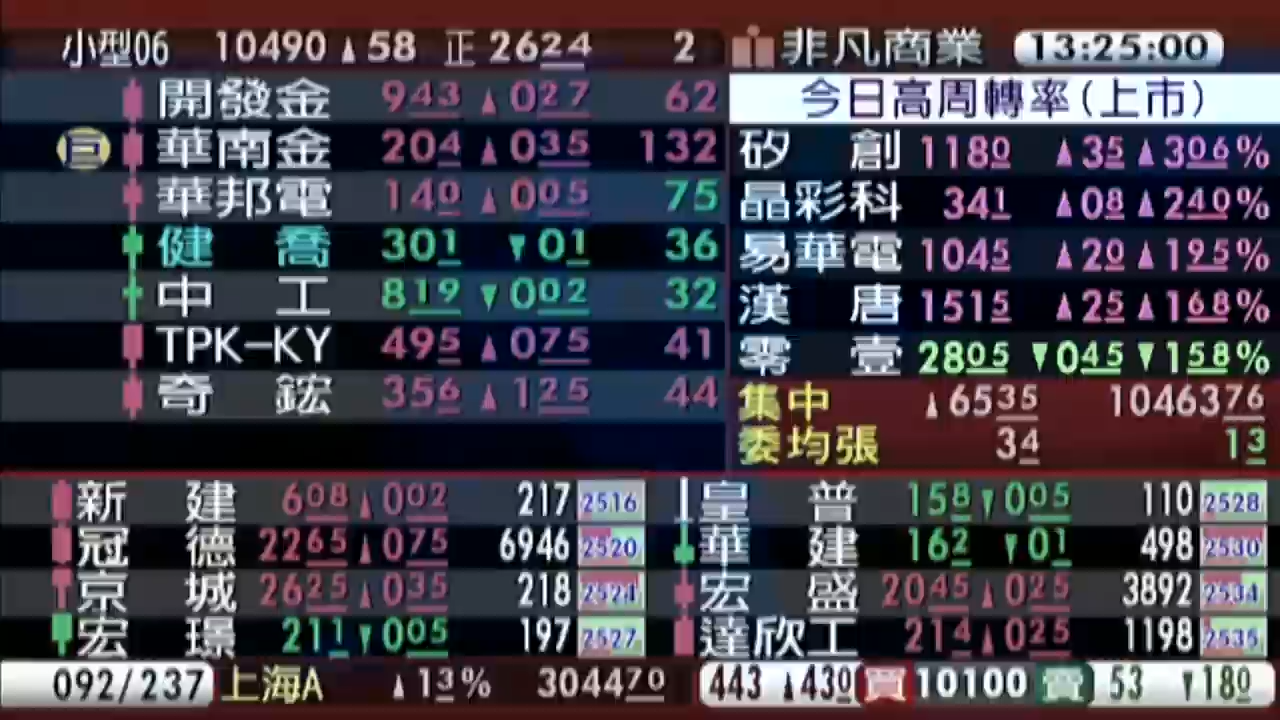 小型06 10490 ▲58 正 2624 2
非凡商業 13:25:00
開發金 943 ▲027 62
華南金 204 ▲035 132
華邦電 140 ▲005 75
健喬 301 ▼01 36
中工 819 ▼002 32
TPK-KY 495 ▲075 41
奇鋐 356 ▲125 44
今日高周轉率(上市)
矽創 1180 ▲35 ▲306%
晶彩科 341 ▲08 ▲240%
易華電 1045 ▲20 ▲195%
漢唐 1515 ▲25 ▲168%
零壹 2805 ▼045 ▼158%
集中 ▲6535 1046376
委均張 34 13
新建 608 ▲002 217 2516
皇普 158 ▼005 110 2528
冠德 2265 ▲075 6946 2520
華建 162 ▼01 498 2530
京城 2625 ▲035 218 2524
宏盛 2045 ▲025 3892 2534
宏璟 211 ▼005 197 2527
達欣工 214 ▲025 1198 2535
092/237 上海A ▲13% 304470
443 ▲430 買 10100 賣 53 ▼180